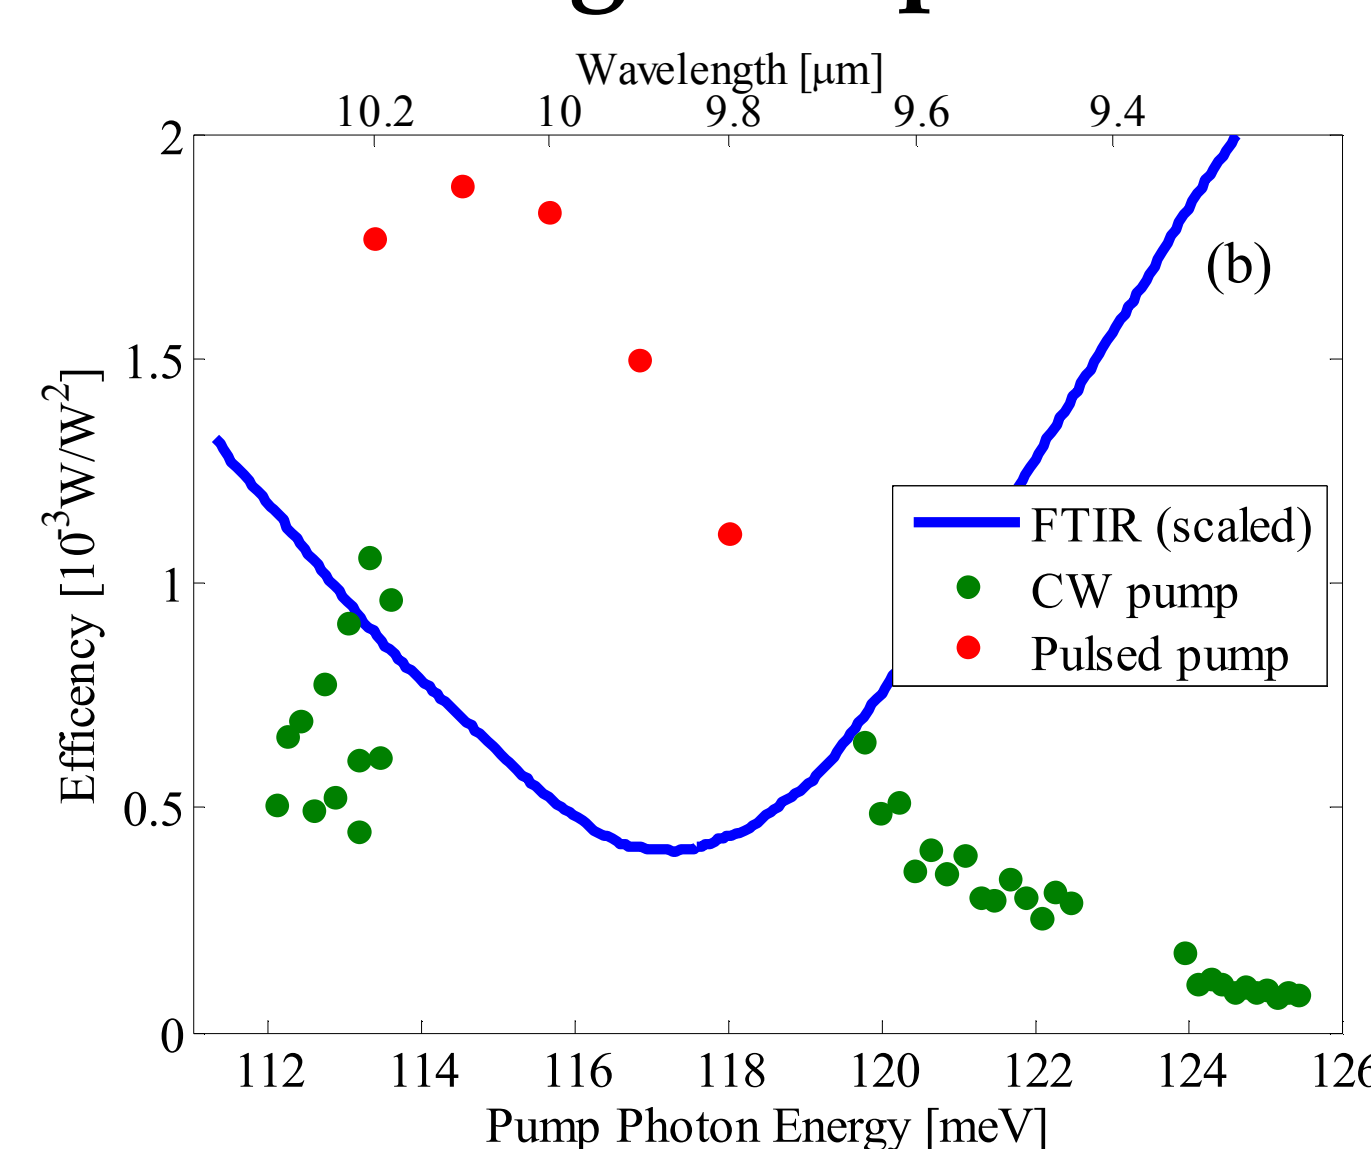 Wavelength [μm]
10.2 10 9.8 9.6 9.4
2
(b)
1.5
FTIR (scaled)
1
CW pump
Pulsed pump
Efficency [10⁻³W/W²]
0.5
0
112 114 116 118 120 122 124 126
Pump Photon Energy [meV]